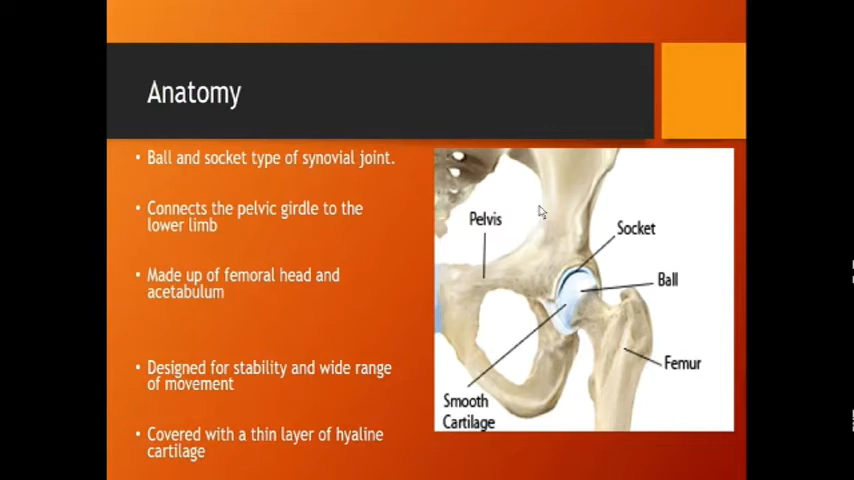 Anatomy
• Ball and socket type of synovial joint.
• Connects the pelvic girdle to the
lower limb
• Made up of femoral head and
acetabulum
• Designed for stability and wide range
of movement
• Covered with a thin layer of hyaline
cartilage
Pelvis
Socket
Ball
Femur
Smooth
Cartilage